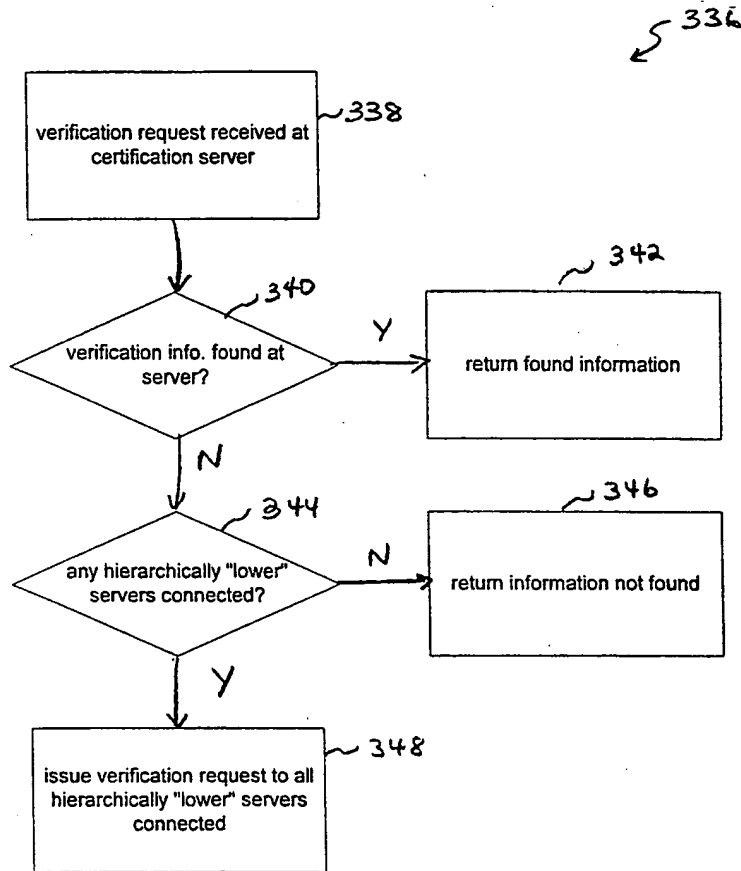 336
338
verification request received at
certification server
340
342
verification info. found at
server?
Y
return found information
N
344
346
any hierarchically "lower"
servers connected?
N
return information not found
Y
348
issue verification request to all
hierarchically "lower" servers
connected